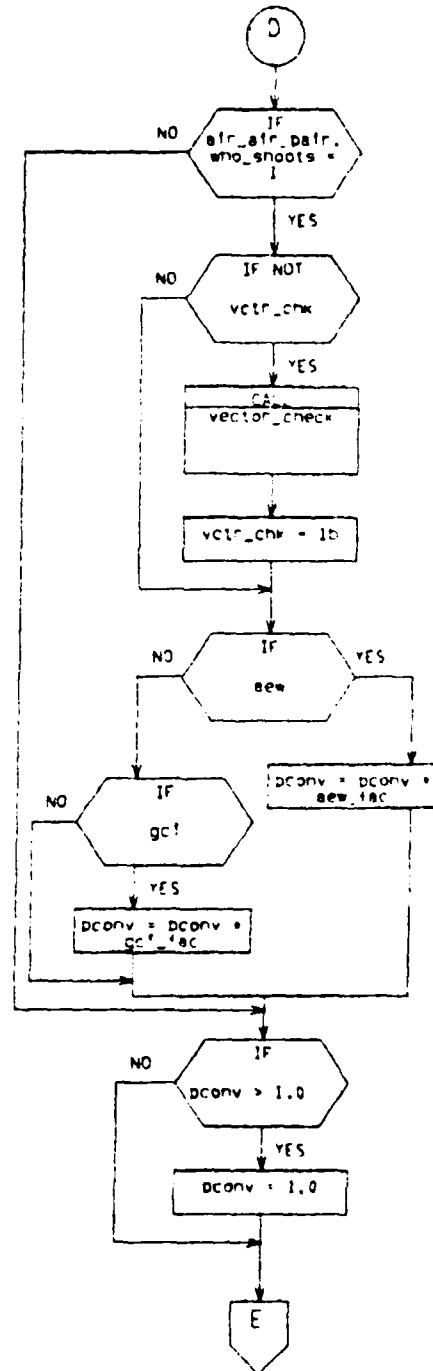 D
IF
NO
air_air_pair.
who_shoots =
1
YES
IF NOT
NO
vctr_chk
YES
CALL
vector_check
vctr_chk = 1b
IF
NO
YES
aew
pconv = pconv *
aew_fac
IF
NO
gci
YES
pconv = pconv *
gci_fac
IF
NO
pconv > 1.0
YES
pconv = 1.0
E